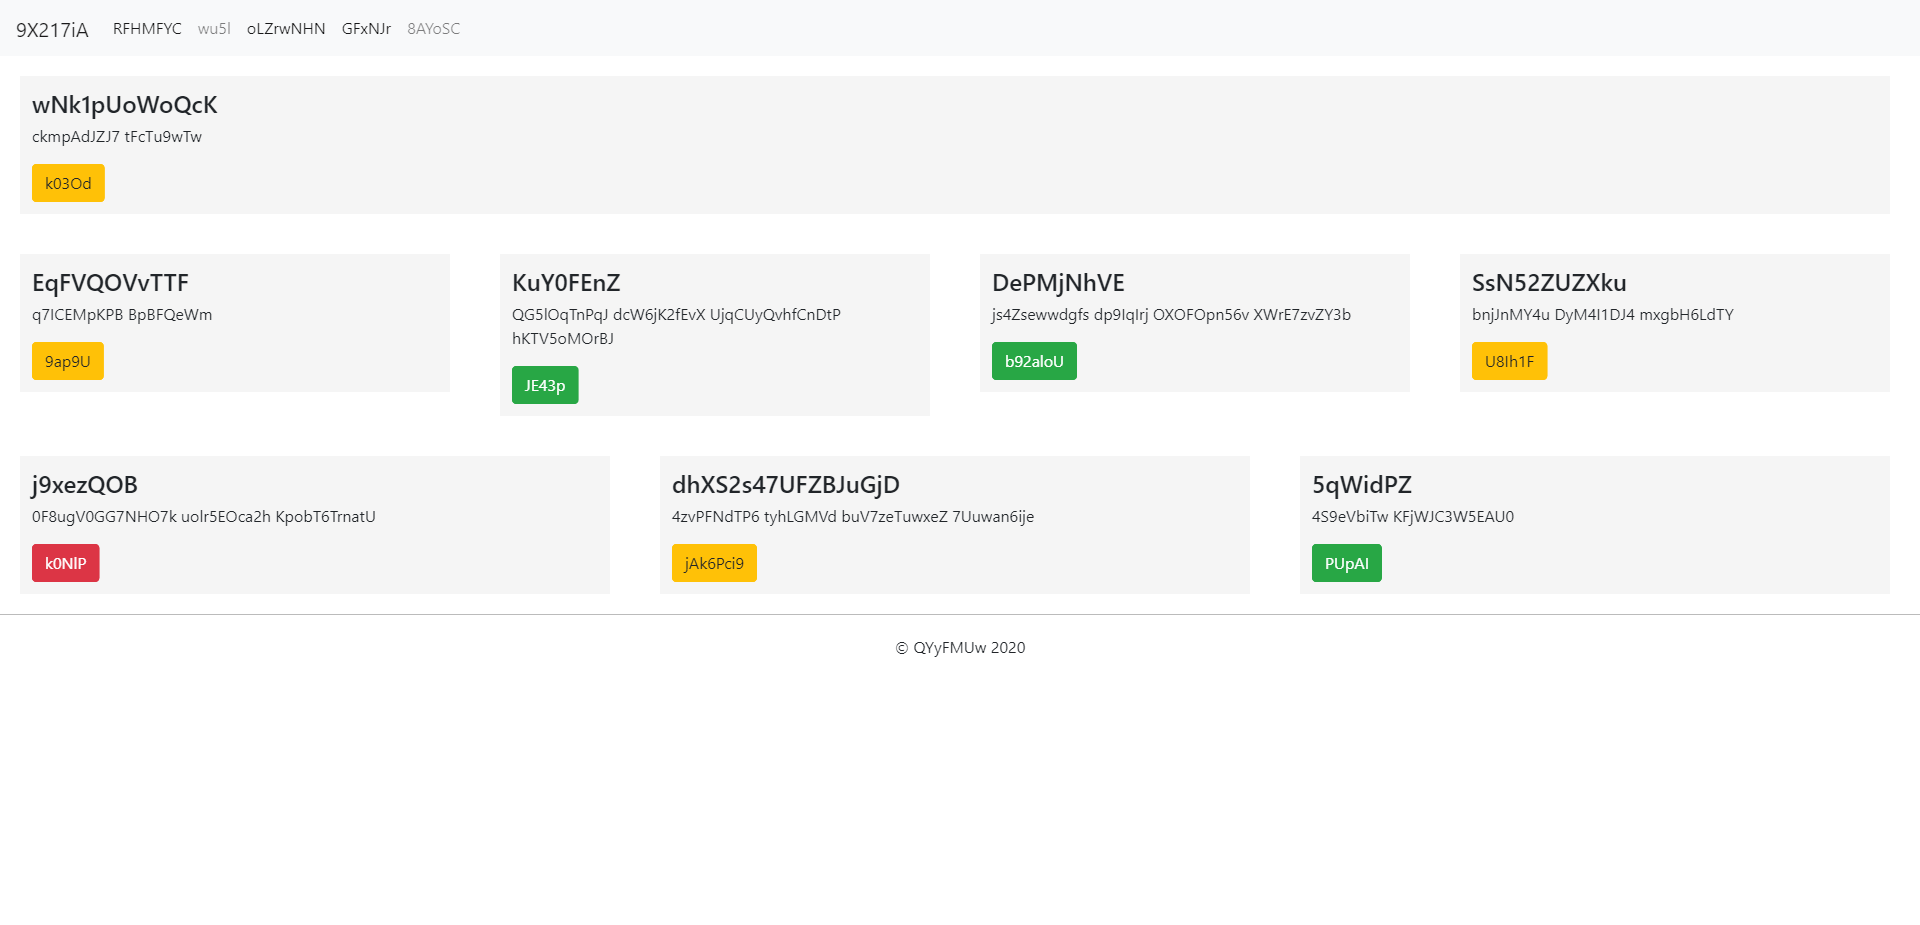 9X217iA RFHMFYC wu5l oLZrwNHN GFxNJr 8AYoSC
wNk1pUoWoQcK
ckmpAdJZJ7 tFcTu9wTw
k03Od
EqFVQOVvTTF
q7ICEMpKPB BpBFQeWm
9ap9U
KuY0FEnZ
QG5lOqTnPqJ dcW6jK2fEvX UjqCUyQvhfCnDtP
hKTV5oMOrBJ
JE43p
DePMjNhVE
js4Zsewwdgfs dp9IqIrj OXOFOpn56v XWrE7zvZY3b
b92aloU
SsN52ZUZXku
bnjJnMY4u DyM4I1DJ4 mxgbH6LdTY
U8Ih1F
j9xezQOB
0F8ugV0GG7NHO7k uolr5EOca2h KpobT6TrnatU
k0NlP
dhXS2s47UFZBJuGjD
4zvPFNdTP6 tyhLGMVd buV7zeTuwxeZ 7Uuwan6ije
jAk6Pci9
5qWidPZ
4S9eVbiTw KFjWJC3W5EAU0
PUpAI
© QYyFMUw 2020